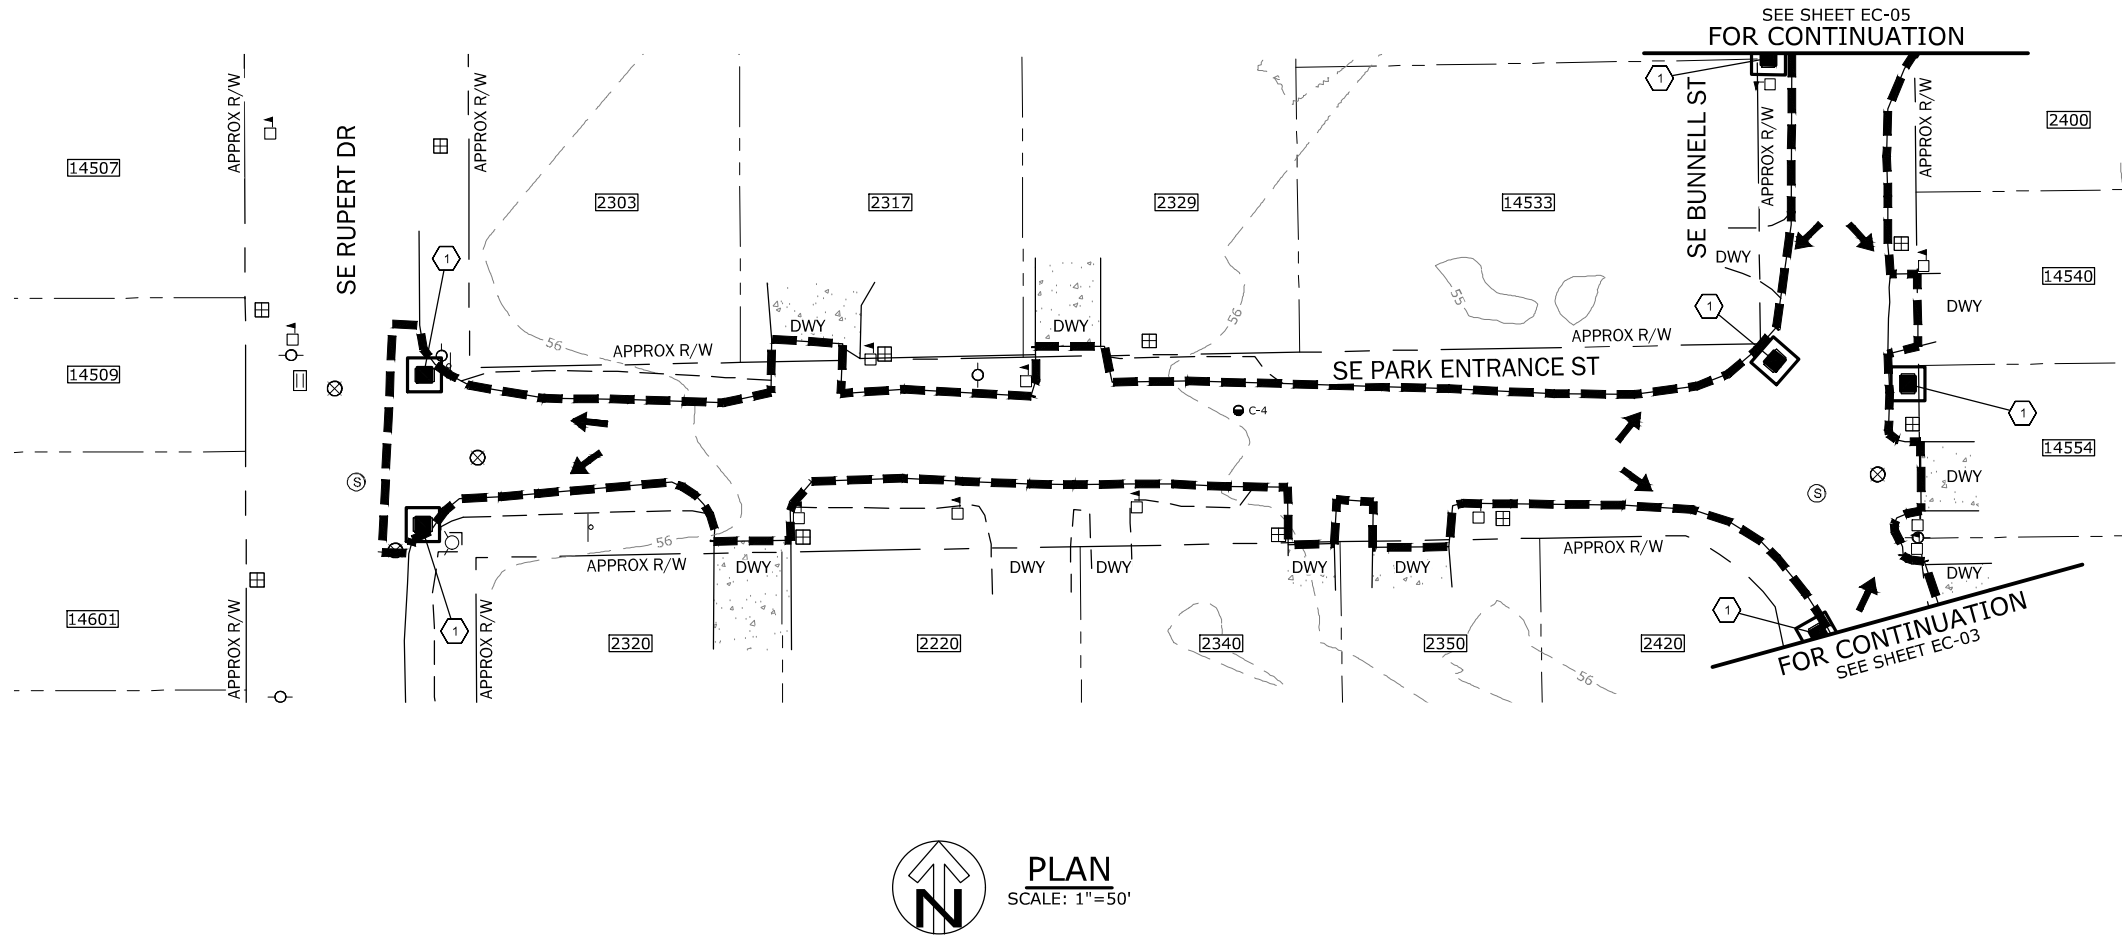 SEE SHEET EC-05
FOR CONTINUATION
1
SE BUNNELL ST
APPROX R/W
APPROX R/W
2400
APPROX R/W
SE RUPERT DR
APPROX R/W
14507
2303
2317
2329
14533
1
DWY
14540
DWY
1
55
56
56
DWY
DWY
APPROX R/W
APPROX R/W
SE PARK ENTRANCE ST
14509
C-4
1
14554
DWY
S
S
56
APPROX R/W
DWY
DWY
DWY
DWY
DWY
APPROX R/W
DWY
14601
APPROX R/W
1
APPROX R/W
2320
2220
2340
2350
2420
56
1
FOR CONTINUATION
SEE SHEET EC-03
N
PLAN
SCALE: 1"=50'